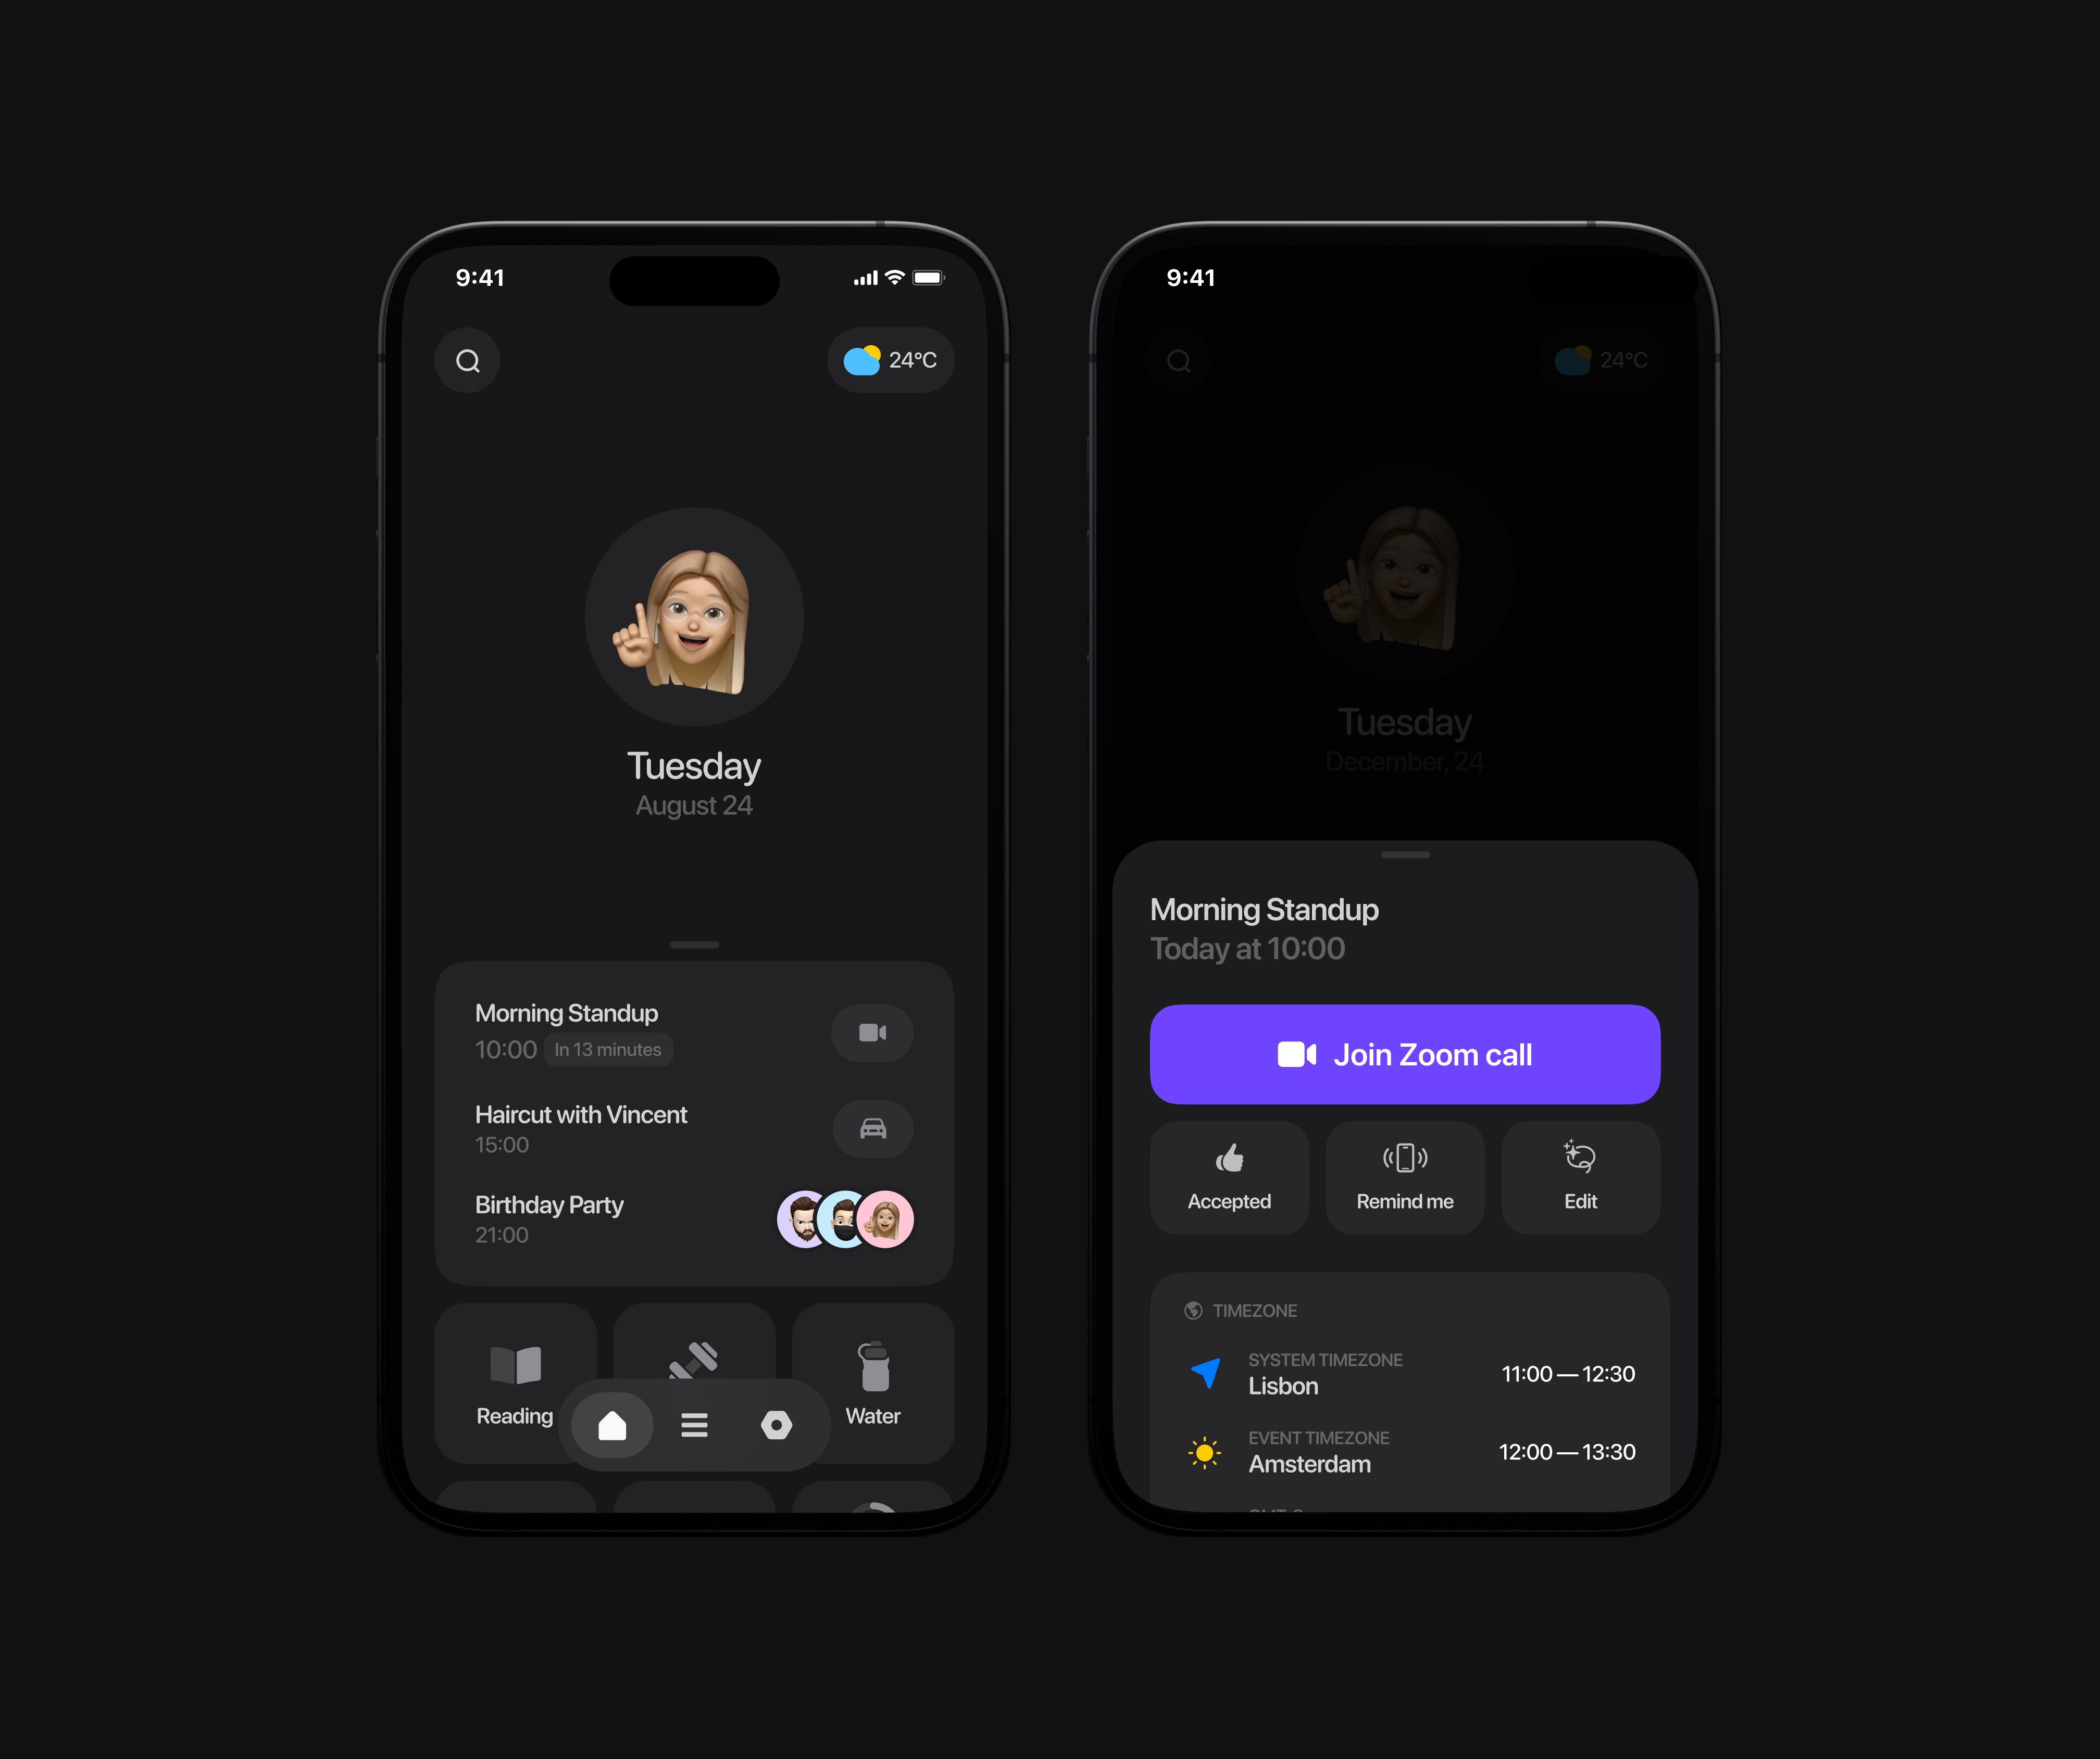 9:41
24°C
Tuesday
August 24
Morning Standup
10:00 In 13 minutes
Haircut with Vincent
15:00
Birthday Party
21:00
Reading
Water
9:41
24°C
Tuesday
December, 24
Morning Standup
Today at 10:00
Join Zoom call
Accepted
Remind me
Edit
TIMEZONE
SYSTEM TIMEZONE
Lisbon
11:00 — 12:30
EVENT TIMEZONE
Amsterdam
12:00 — 13:30